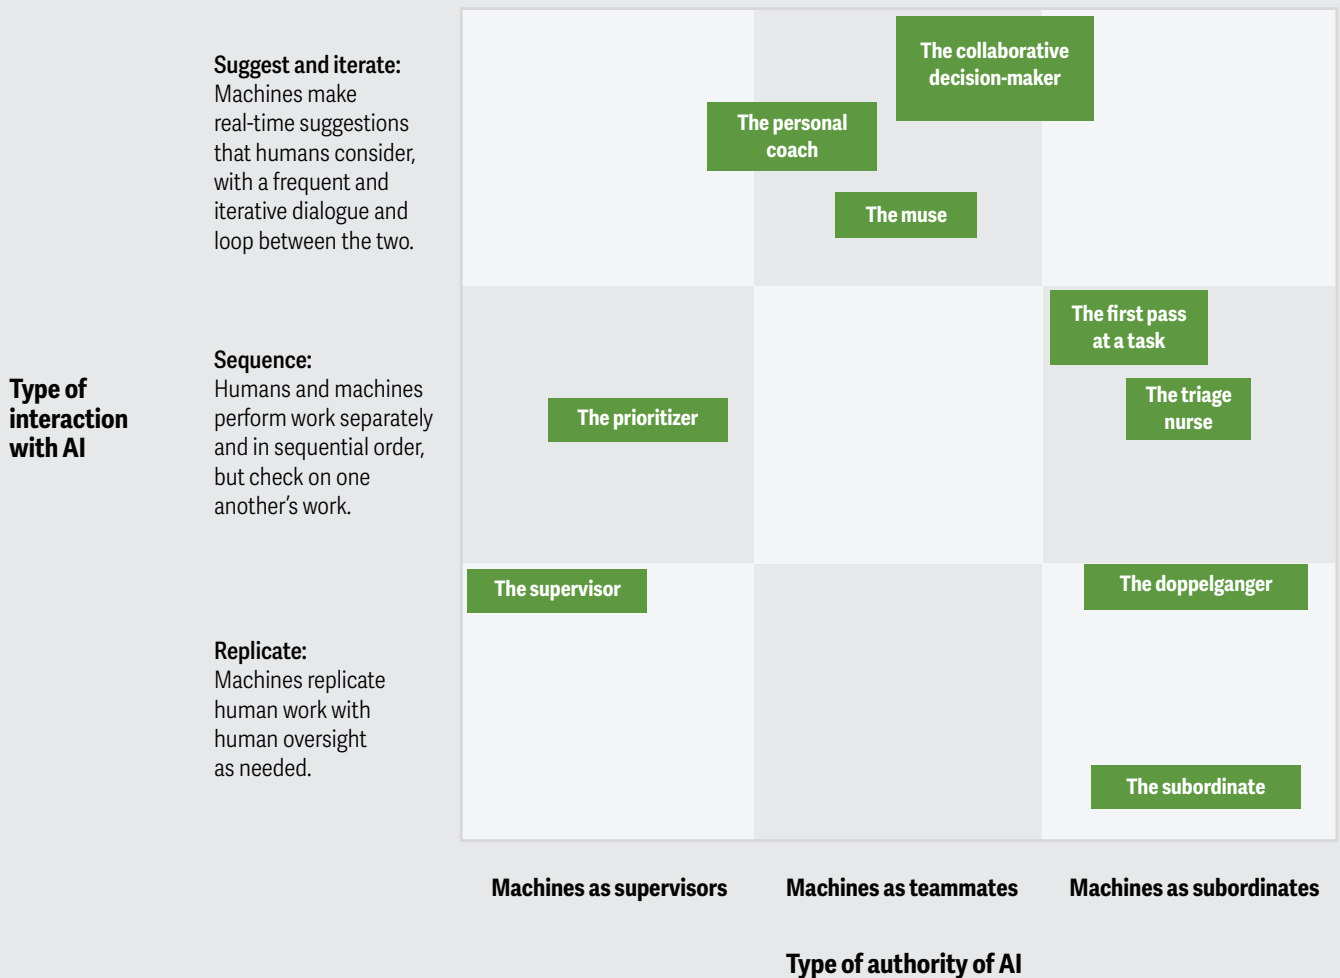 Suggest and iterate:
Machines make
real-time suggestions
that humans consider,
with a frequent and
iterative dialogue and
loop between the two.
The collaborative
decision-maker
The personal
coach
The muse
Type of
interaction
with AI
Sequence:
Humans and machines
perform work separately
and in sequential order,
but check on one
another’s work.
The first pass
at a task
The prioritizer
The triage
nurse
Replicate:
Machines replicate
human work with
human oversight
as needed.
The supervisor
The doppelganger
The subordinate
Machines as supervisors
Machines as teammates
Machines as subordinates
Type of authority of AI